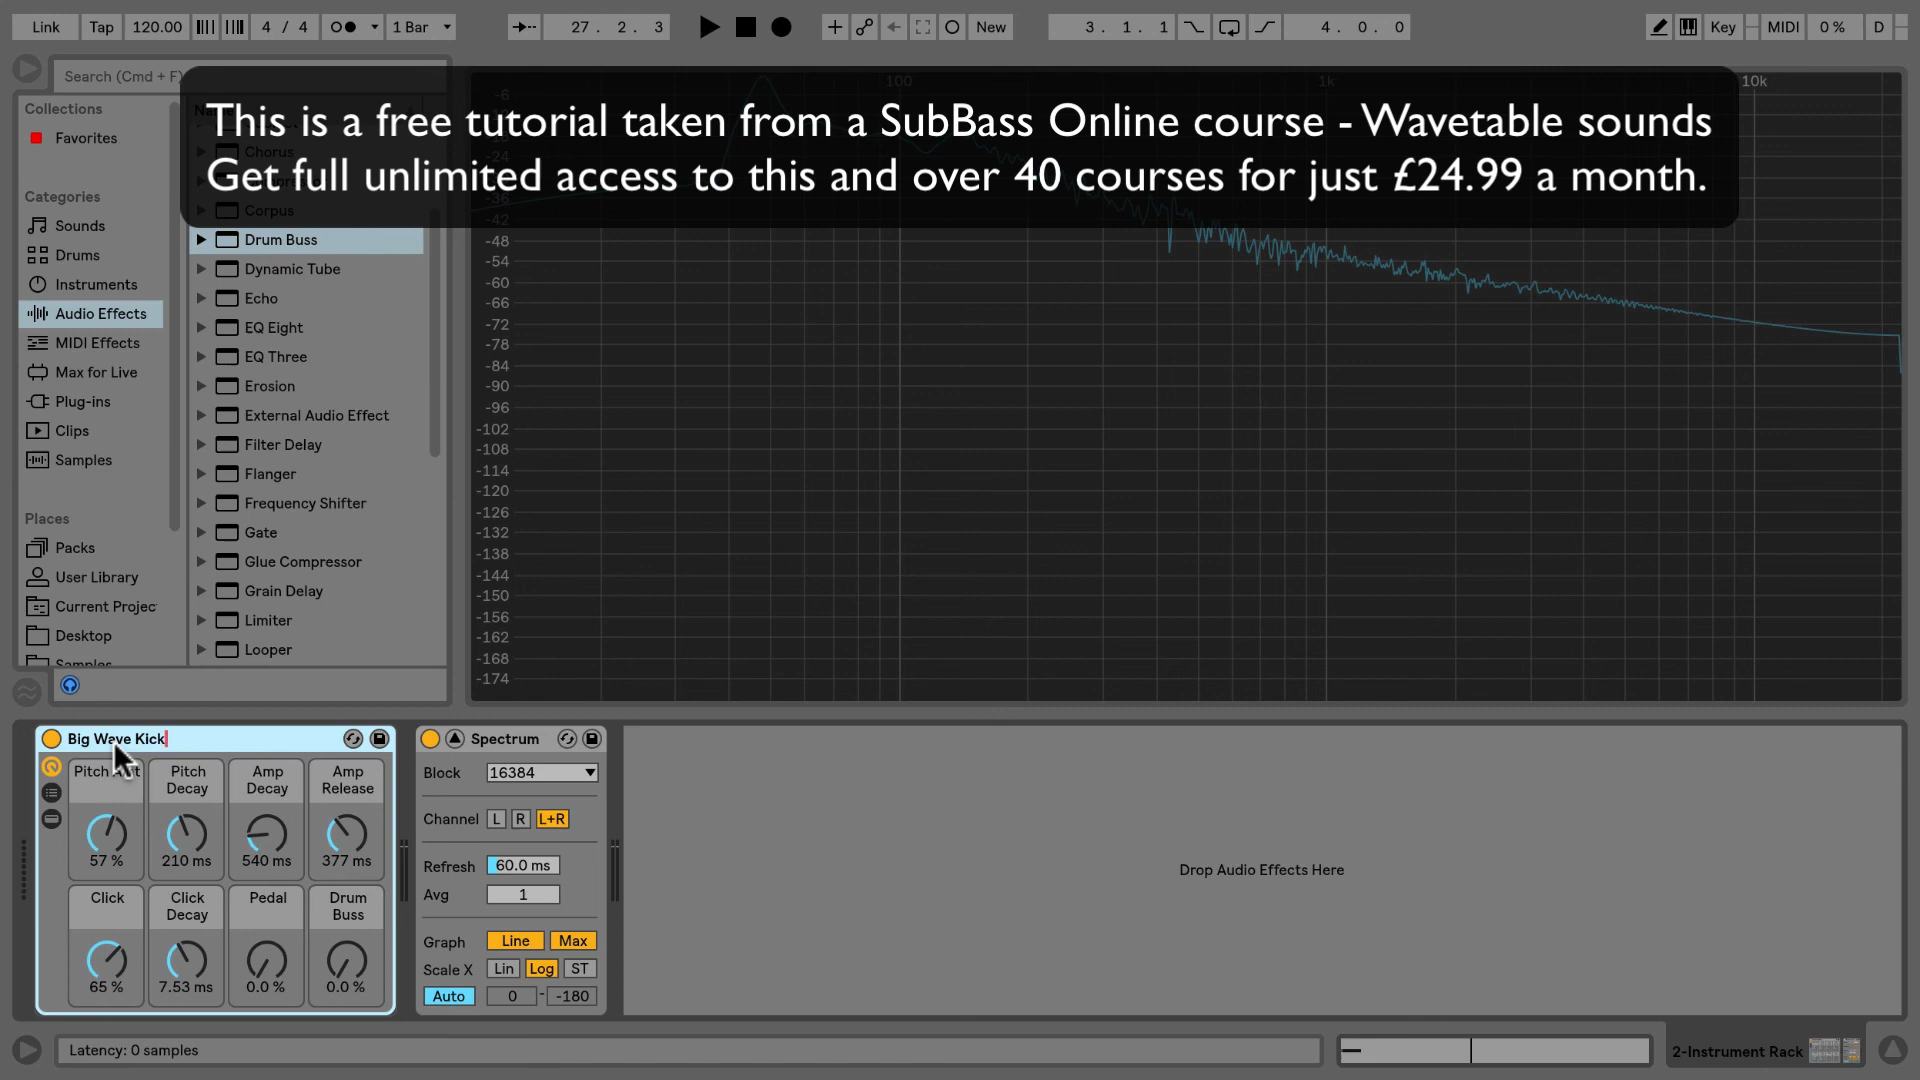 Link Tap 120.00 4 / 4 1 Bar 27. 2. 3 New 3. 1. 1 4. 0. 0 Key MIDI 0 % D
Search (Cmd + F)
This is a free tutorial taken from a SubBass Online course - Wavetable sounds
Get full unlimited access to this and over 40 courses for just £24.99 a month.
100 1k 10k
Collections
Favorites
Categories
Sounds
Drums
Instruments
Audio Effects
MIDI Effects
Max for Live
Plug-ins
Clips
Samples
Places
Packs
User Library
Current Projec
Desktop
Samples
Chorus
Corpus
Drum Buss
Dynamic Tube
Echo
EQ Eight
EQ Three
Erosion
External Audio Effect
Filter Delay
Flanger
Frequency Shifter
Gate
Glue Compressor
Grain Delay
Limiter
Looper
-6
-24
-36
-42
-48
-54
-60
-66
-72
-78
-84
-90
-96
-102
-108
-114
-120
-126
-132
-138
-144
-150
-156
-162
-168
-174
Big Wave Kick
Pitch
57 %
Pitch
Decay
210 ms
Amp
Decay
540 ms
Amp
Release
377 ms
Click
65 %
Click
Decay
7.53 ms
Pedal
0.0 %
Drum
Buss
0.0 %
Spectrum
Block 16384
Channel L R L+R
Refresh 60.0 ms
Avg 1
Graph Line Max
Scale X Lin Log ST
Auto 0 - -180
Drop Audio Effects Here
Latency: 0 samples
2-Instrument Rack